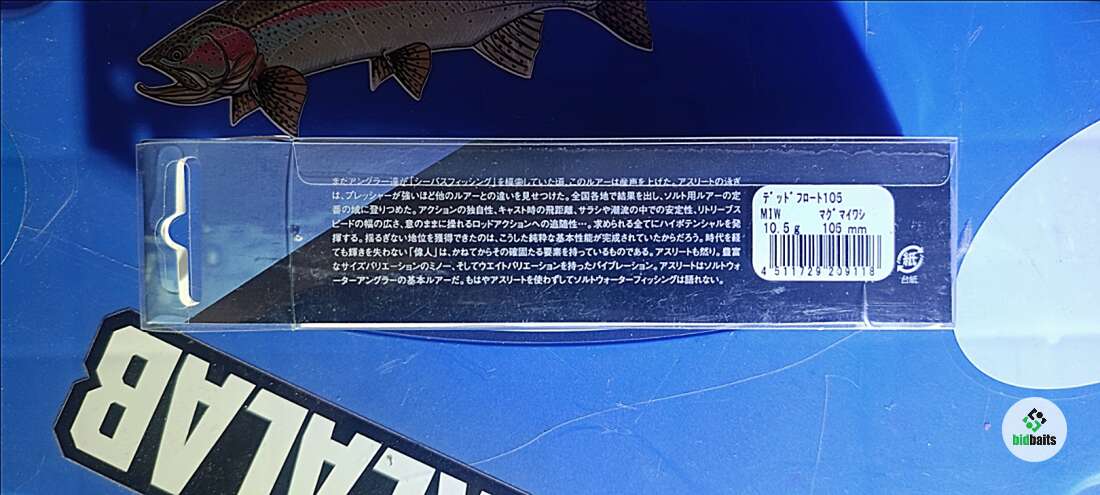 まだアングラー達が「シーバスフィッシング」を模索していた頃、このルアーは産声を上げた。アスリートの泳ぎ
は、プレッシャーが強いほど他のルアーとの違いを見せつけた。全国各地で結果を出し、ソルト用ルアーの定
番の域に登りつめた。アクションの独自性、キャスト時の飛距離、サラシや潮流の中での安定性、リトリーブス
ピードの幅の広さ、意のままに操れるロッドアクションへの追随性…。求められる全てにハイポテンシャルを発
揮する。揺るぎない地位を獲得できたのは、こうした純粋な基本性能が完成されていたからだろう。時代を経
ても輝きを失わない「偉人」は、かねてからその確固たる要素を持っているものである。アスリートも然り。豊富
なサイズバリエーションのミノー、そしてウエイトバリエーションを持ったバイブレーション。アスリートはソルトウォ
ーターアングラーの基本ルアーだ。もはやアスリートを使わずしてソルトウォーターフィッシングは語れない。
デッドフロート105
MIW マグマイワシ
10.5g 105mm
4 511729 209118
紙
台紙
LALAB
bidbaits